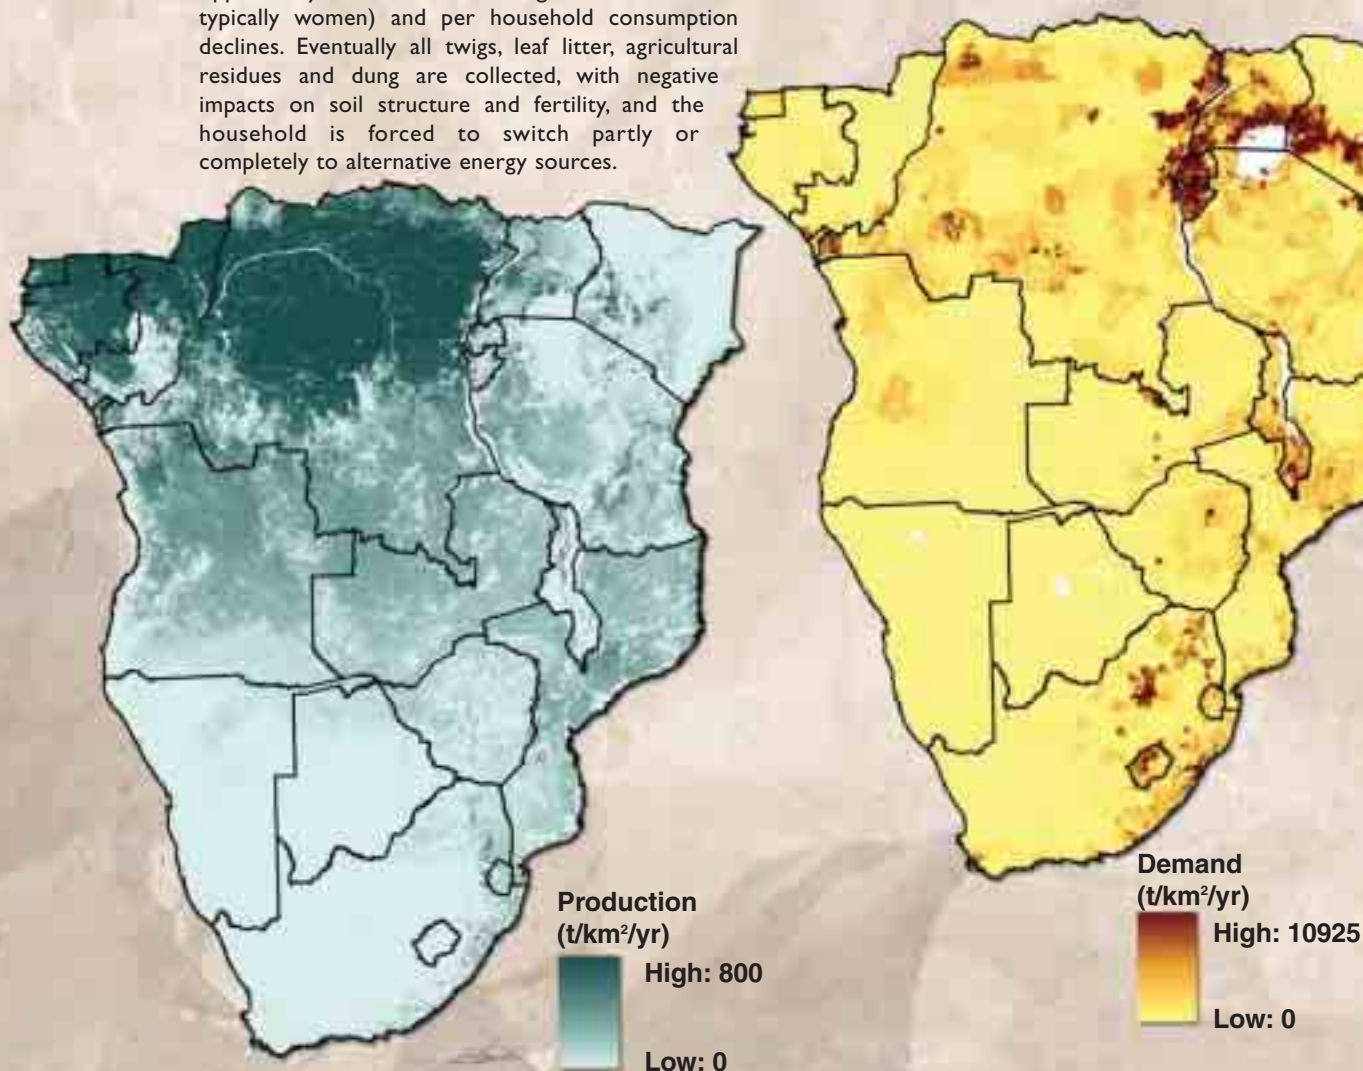 typically women) and per household consumption
declines. Eventually all twigs, leaf litter, agricultural
residues and dung are collected, with negative
impacts on soil structure and fertility, and the
household is forced to switch partly or
completely to alternative energy sources.
Production
(t/km²/yr)
High: 800
Low: 0
Demand
(t/km²/yr)
High: 10925
Low: 0